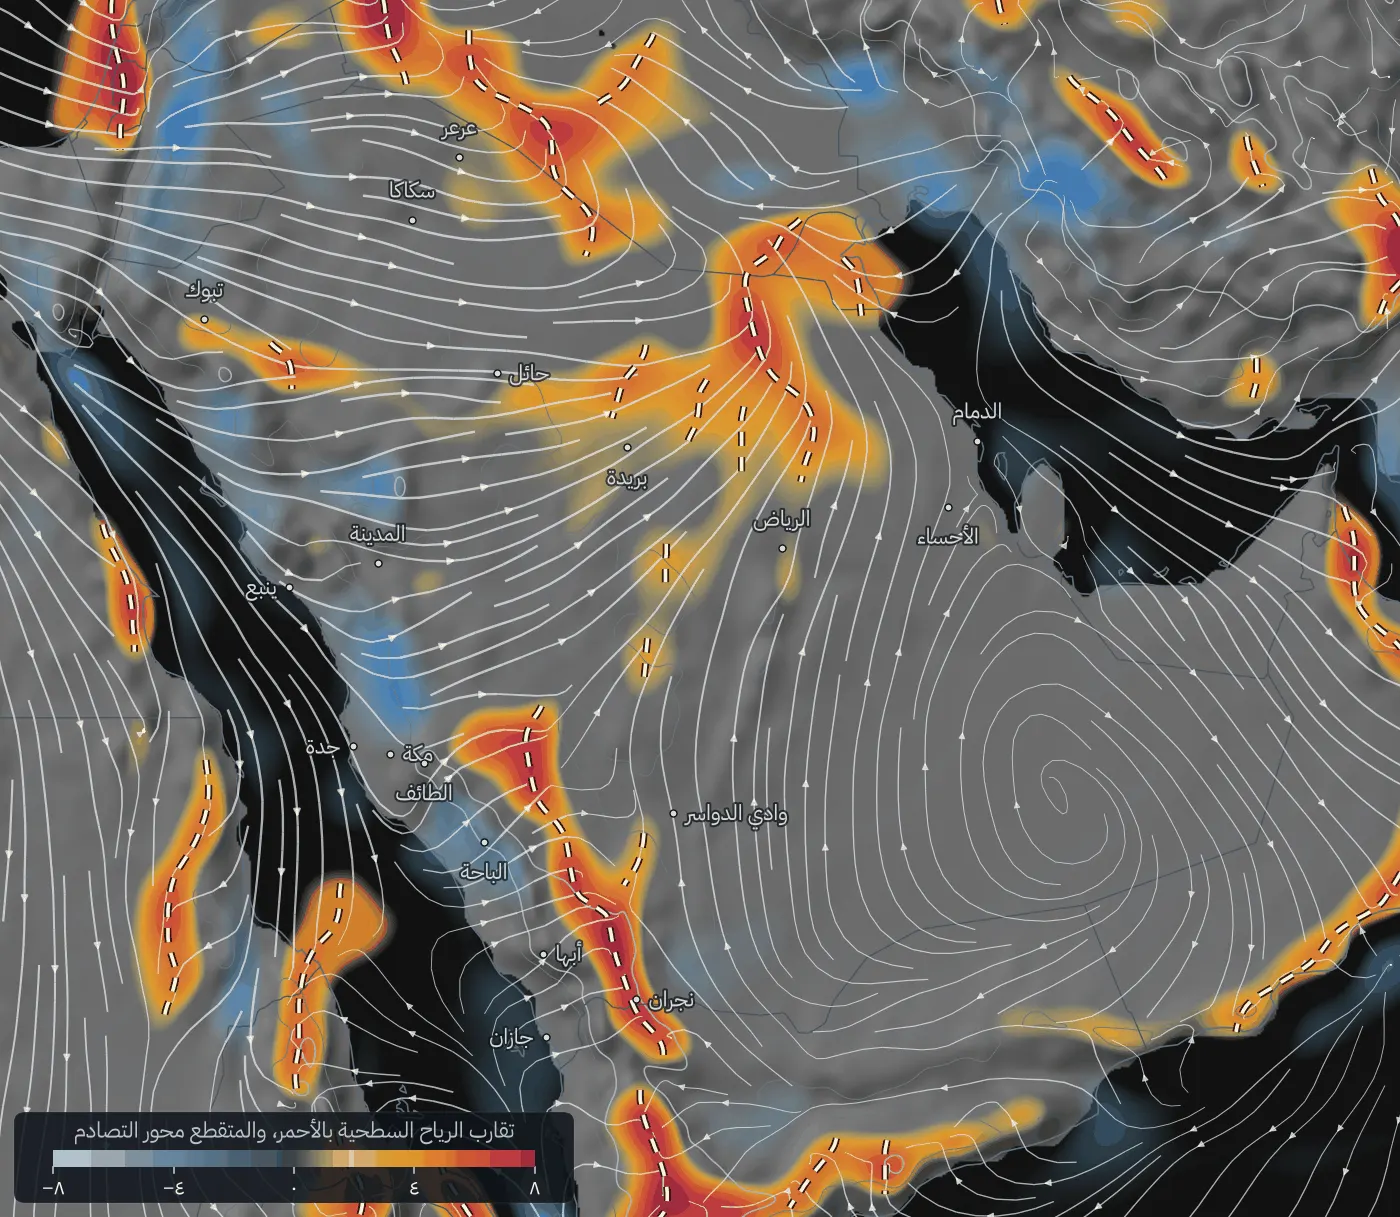 عرعر
سكاكا
تبوك
حائل
الدمام
بريدة
الرياض
المدينة
الأحساء
ينبع
جدة
مكة
الطائف
وادي الدواسر
الباحة
أبها
نجران
جازان
تقارب الرياح السطحية بالأحمر، والمتقطع محور التصادم
−٨ −٤ ٠ ٤ ٨